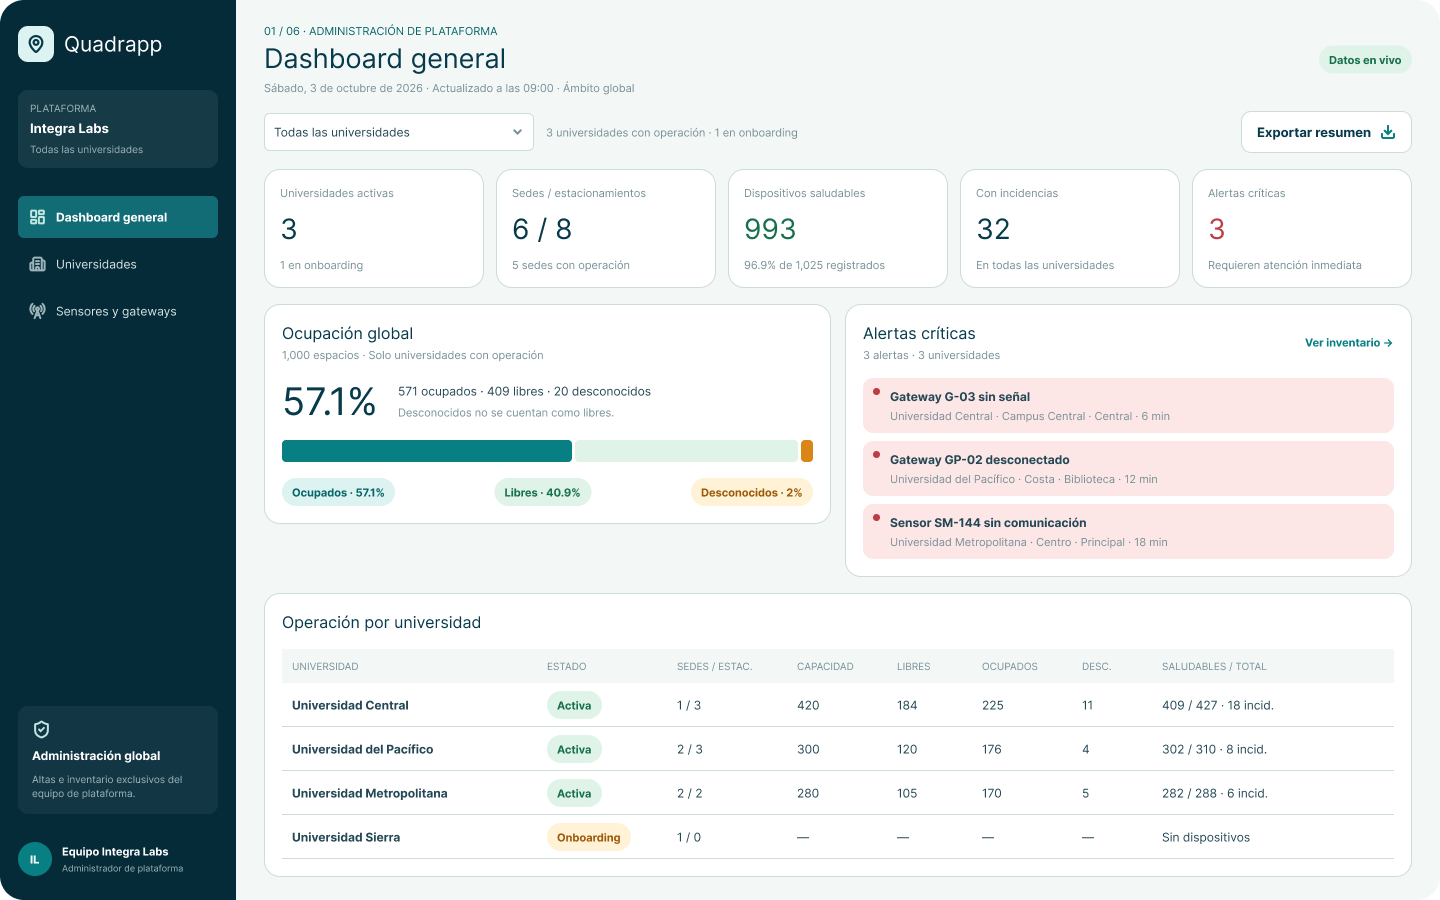 Quadrapp
PLATAFORMA
Integra Labs
Todas las universidades
Dashboard general
Universidades
Sensores y gateways
Administración global
Altas e inventario exclusivos del
equipo de plataforma.
IL
Equipo Integra Labs
Administrador de plataforma
01 / 06 · ADMINISTRACIÓN DE PLATAFORMA
Dashboard general
Sábado, 3 de octubre de 2026 · Actualizado a las 09:00 · Ámbito global
Datos en vivo
Todas las universidades
3 universidades con operación · 1 en onboarding
Exportar resumen
Universidades activas
3
1 en onboarding
Sedes / estacionamientos
6 / 8
5 sedes con operación
Dispositivos saludables
993
96.9% de 1,025 registrados
Con incidencias
32
En todas las universidades
Alertas críticas
3
Requieren atención inmediata
Ocupación global
1,000 espacios · Solo universidades con operación
57.1%
571 ocupados · 409 libres · 20 desconocidos
Desconocidos no se cuentan como libres.
Ocupados · 57.1%
Libres · 40.9%
Desconocidos · 2%
Alertas críticas
3 alertas · 3 universidades
Ver inventario →
Gateway G-03 sin señal
Universidad Central · Campus Central · Central · 6 min
Gateway GP-02 desconectado
Universidad del Pacífico · Costa · Biblioteca · 12 min
Sensor SM-144 sin comunicación
Universidad Metropolitana · Centro · Principal · 18 min
Operación por universidad
UNIVERSIDAD ESTADO SEDES / ESTAC. CAPACIDAD LIBRES OCUPADOS DESC. SALUDABLES / TOTAL
Universidad Central Activa 1 / 3 420 184 225 11 409 / 427 · 18 incid.
Universidad del Pacífico Activa 2 / 3 300 120 176 4 302 / 310 · 8 incid.
Universidad Metropolitana Activa 2 / 2 280 105 170 5 282 / 288 · 6 incid.
Universidad Sierra Onboarding 1 / 0 — — — — Sin dispositivos